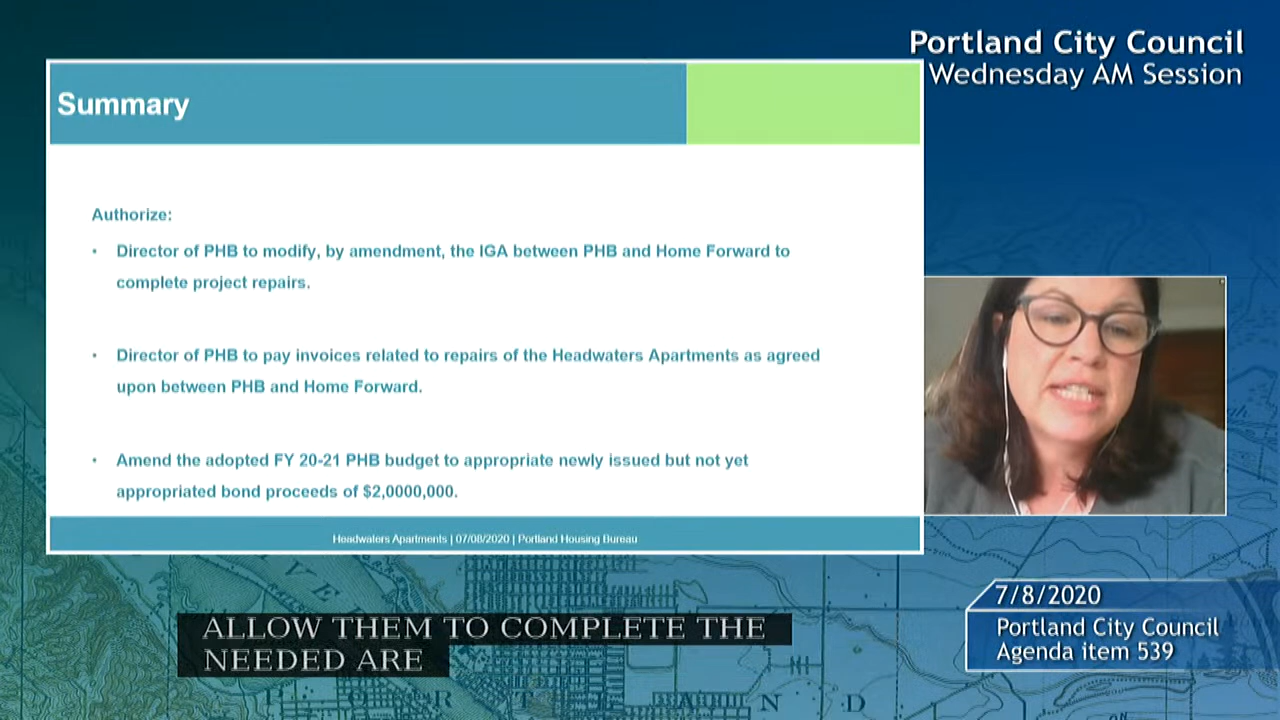 Portland City Council
Wednesday AM Session
Summary
Authorize:
• Director of PHB to modify, by amendment, the IGA between PHB and Home Forward to
complete project repairs.
• Director of PHB to pay invoices related to repairs of the Headwaters Apartments as agreed
upon between PHB and Home Forward.
• Amend the adopted FY 20-21 PHB budget to appropriate newly issued but not yet
appropriated bond proceeds of $2,0000,000.
Headwaters Apartments | 07/08/2020 | Portland Housing Bureau
7/8/2020
Portland City Council
Agenda item 539
ALLOW THEM TO COMPLETE THE
NEEDED ARE